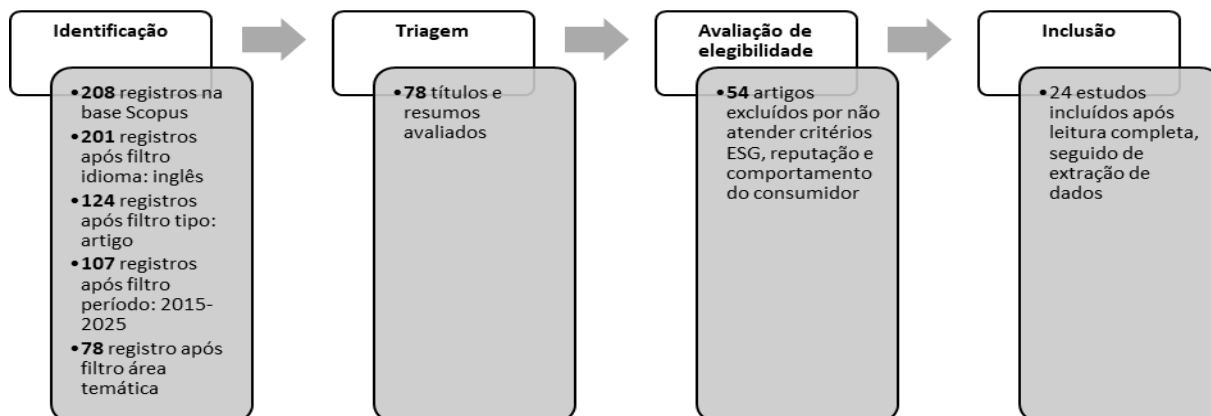 Identificação
•208 registros na
base Scopus
•201 registros
após filtro
idioma: inglês
•124 registros
após filtro tipo:
artigo
•107 registros
após filtro
período: 2015-
2025
•78 registro após
filtro área
temática
Triagem
•78 títulos e
resumos
avaliados
Avaliação de
elegibilidade
•54 artigos
excluídos por não
atender critérios
ESG, reputação e
comportamento
do consumidor
Inclusão
•24 estudos
incluídos após
leitura completa,
seguido de
extração de
dados